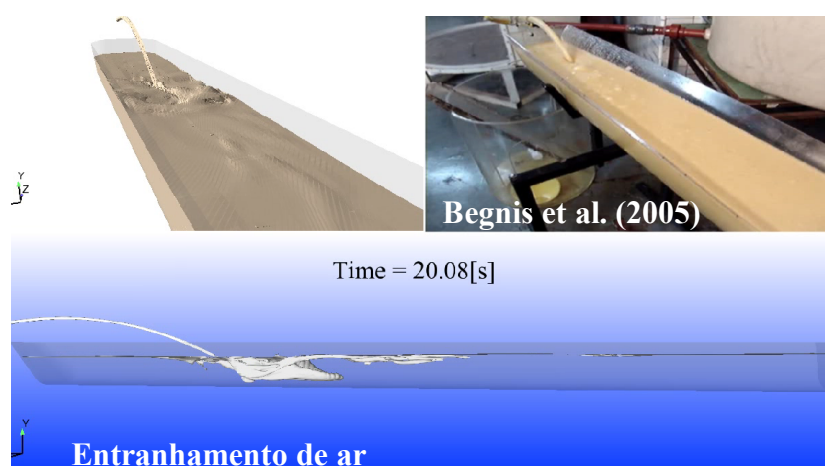 Y
Z
Begnis et al. (2005)
Time = 20.08[s]
Y
Entranhamento de ar